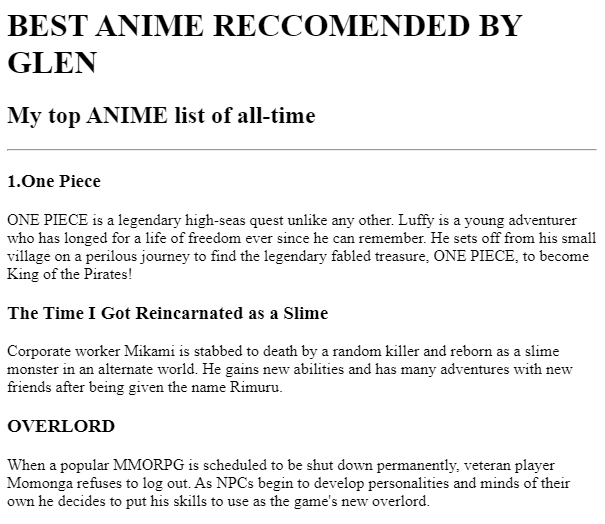 BEST ANIME RECCOMENDED BY
GLEN
My top ANIME list of all-time
1.One Piece
ONE PIECE is a legendary high-seas quest unlike any other. Luffy is a young adventurer
who has longed for a life of freedom ever since he can remember. He sets off from his small
village on a perilous journey to find the legendary fabled treasure, ONE PIECE, to become
King of the Pirates!
The Time I Got Reincarnated as a Slime
Corporate worker Mikami is stabbed to death by a random killer and reborn as a slime
monster in an alternate world. He gains new abilities and has many adventures with new
friends after being given the name Rimuru.
OVERLORD
When a popular MMORPG is scheduled to be shut down permanently, veteran player
Momonga refuses to log out. As NPCs begin to develop personalities and minds of their
own he decides to put his skills to use as the game's new overlord.